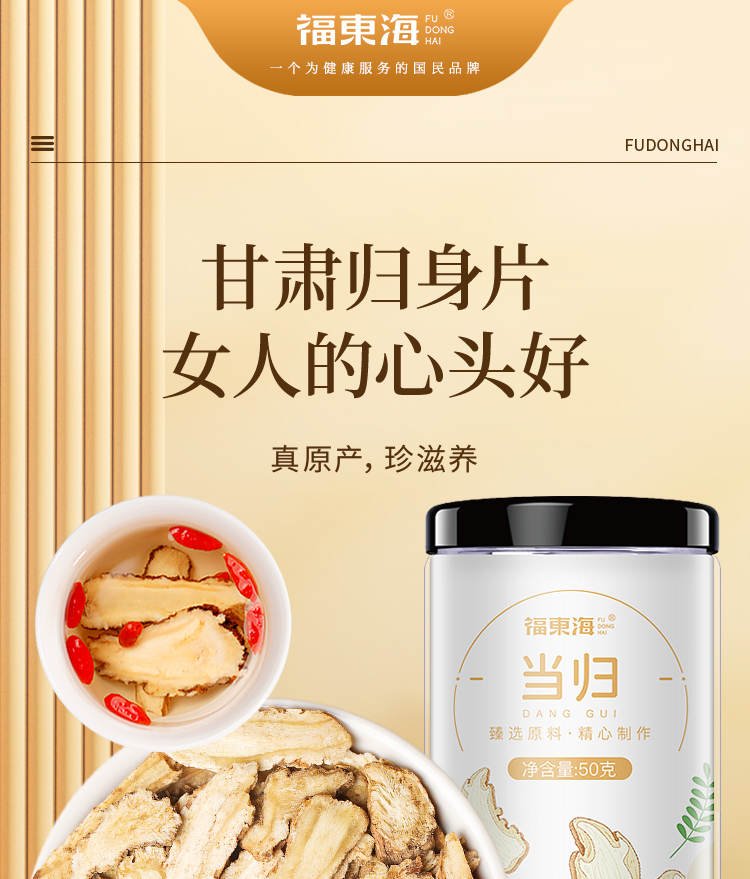 福東海 FU DONG HAI ®
一个为健康服务的国民品牌
FUDONGHAI
甘肃归身片
女人的心头好
真原产，珍滋养
福東海 FU DONG HAI ®
当归
DANG GUI
臻选原料·精心制作
净含量:50克